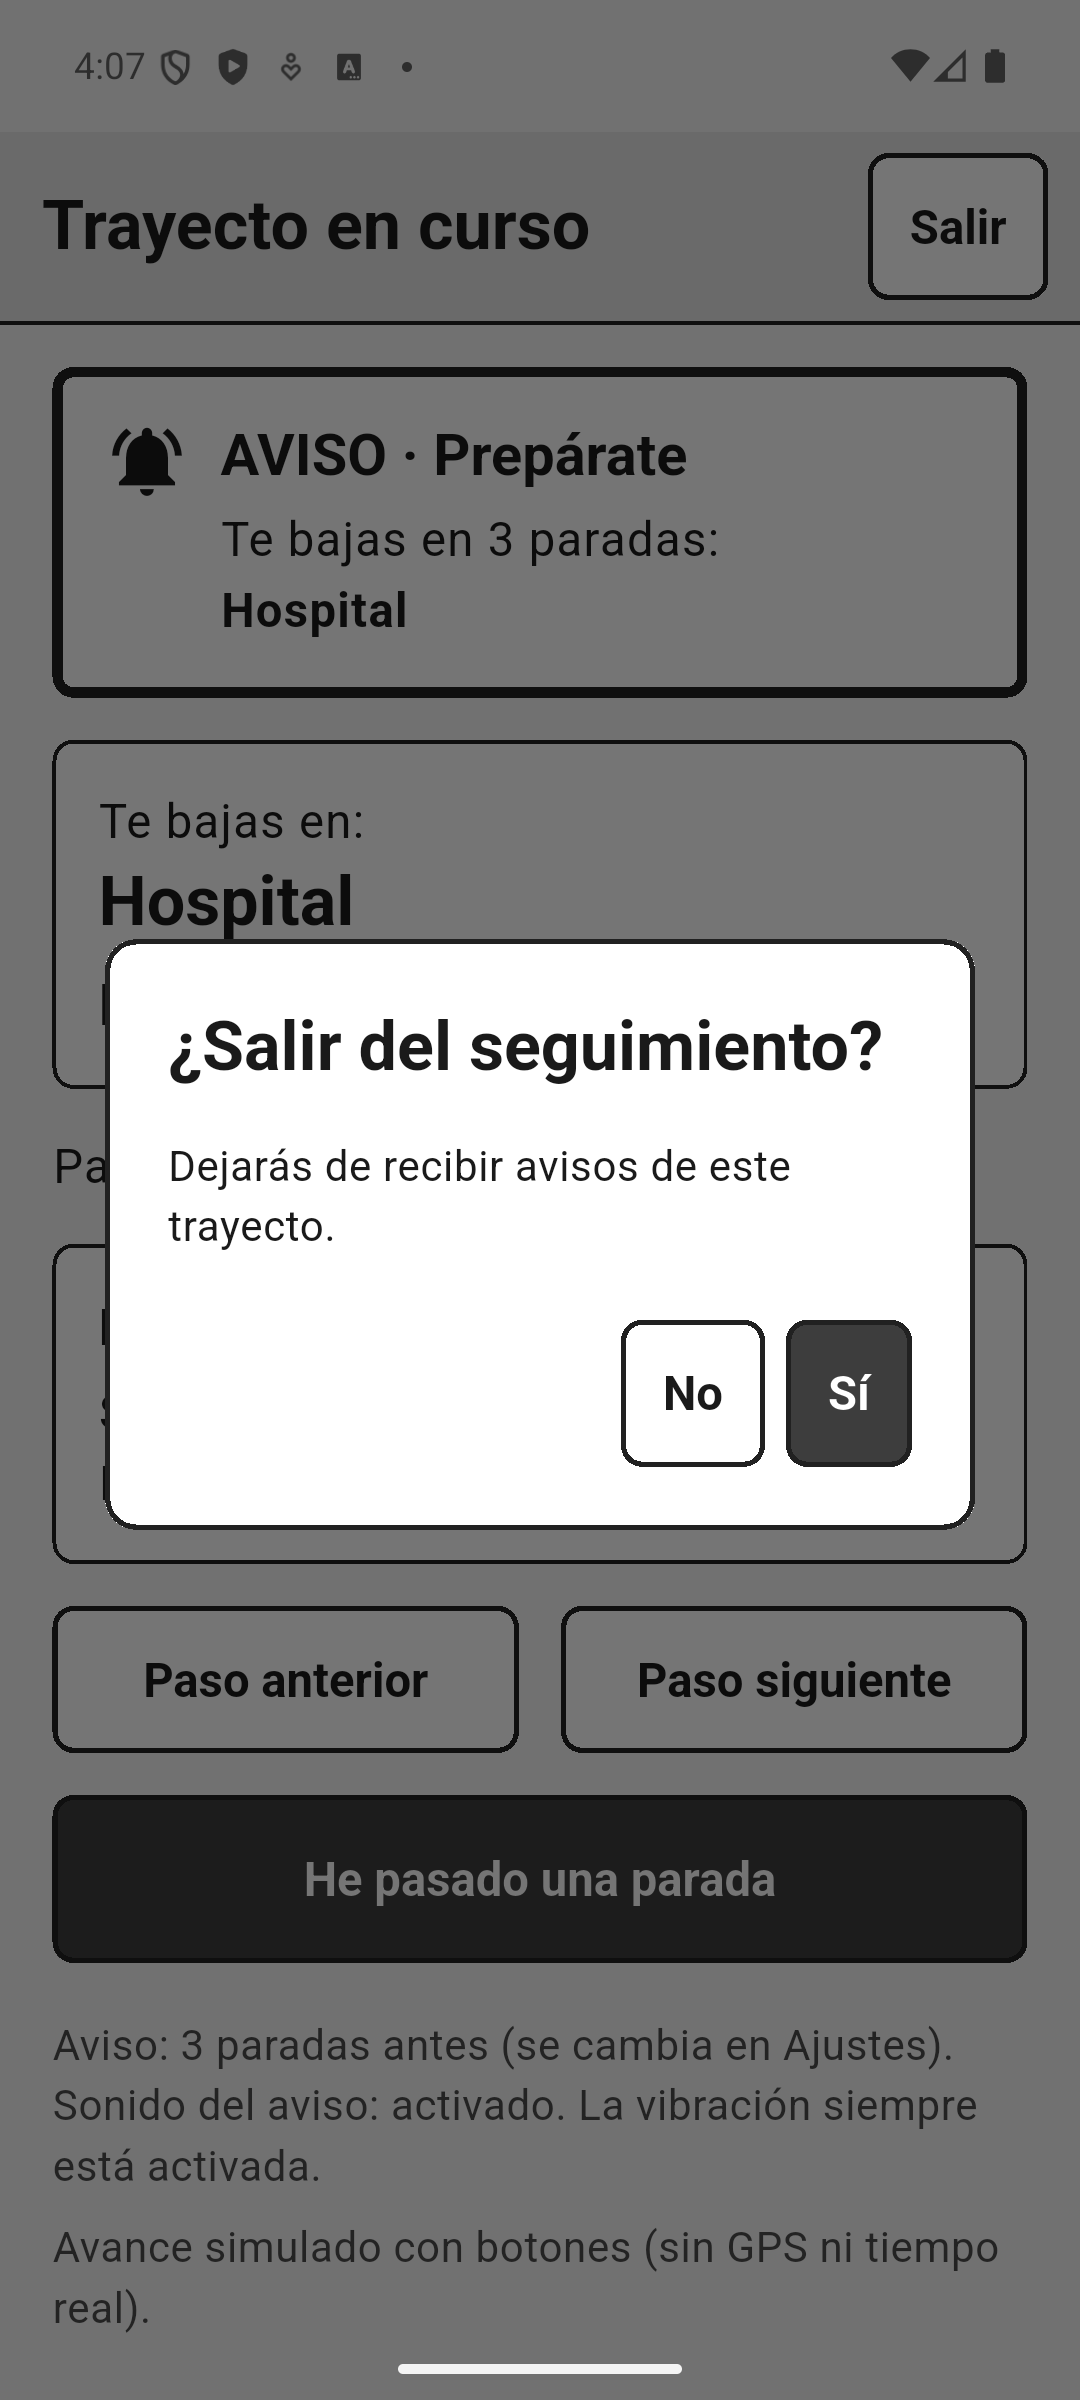 4:07
Trayecto en curso
Salir
AVISO · Prepárate
Te bajas en 3 paradas:
Hospital
Te bajas en:
Hospital
¿Salir del seguimiento?
Dejarás de recibir avisos de este
trayecto.
No
Sí
Paso anterior
Paso siguiente
He pasado una parada
Aviso: 3 paradas antes (se cambia en Ajustes).
Sonido del aviso: activado. La vibración siempre
está activada.
Avance simulado con botones (sin GPS ni tiempo
real).